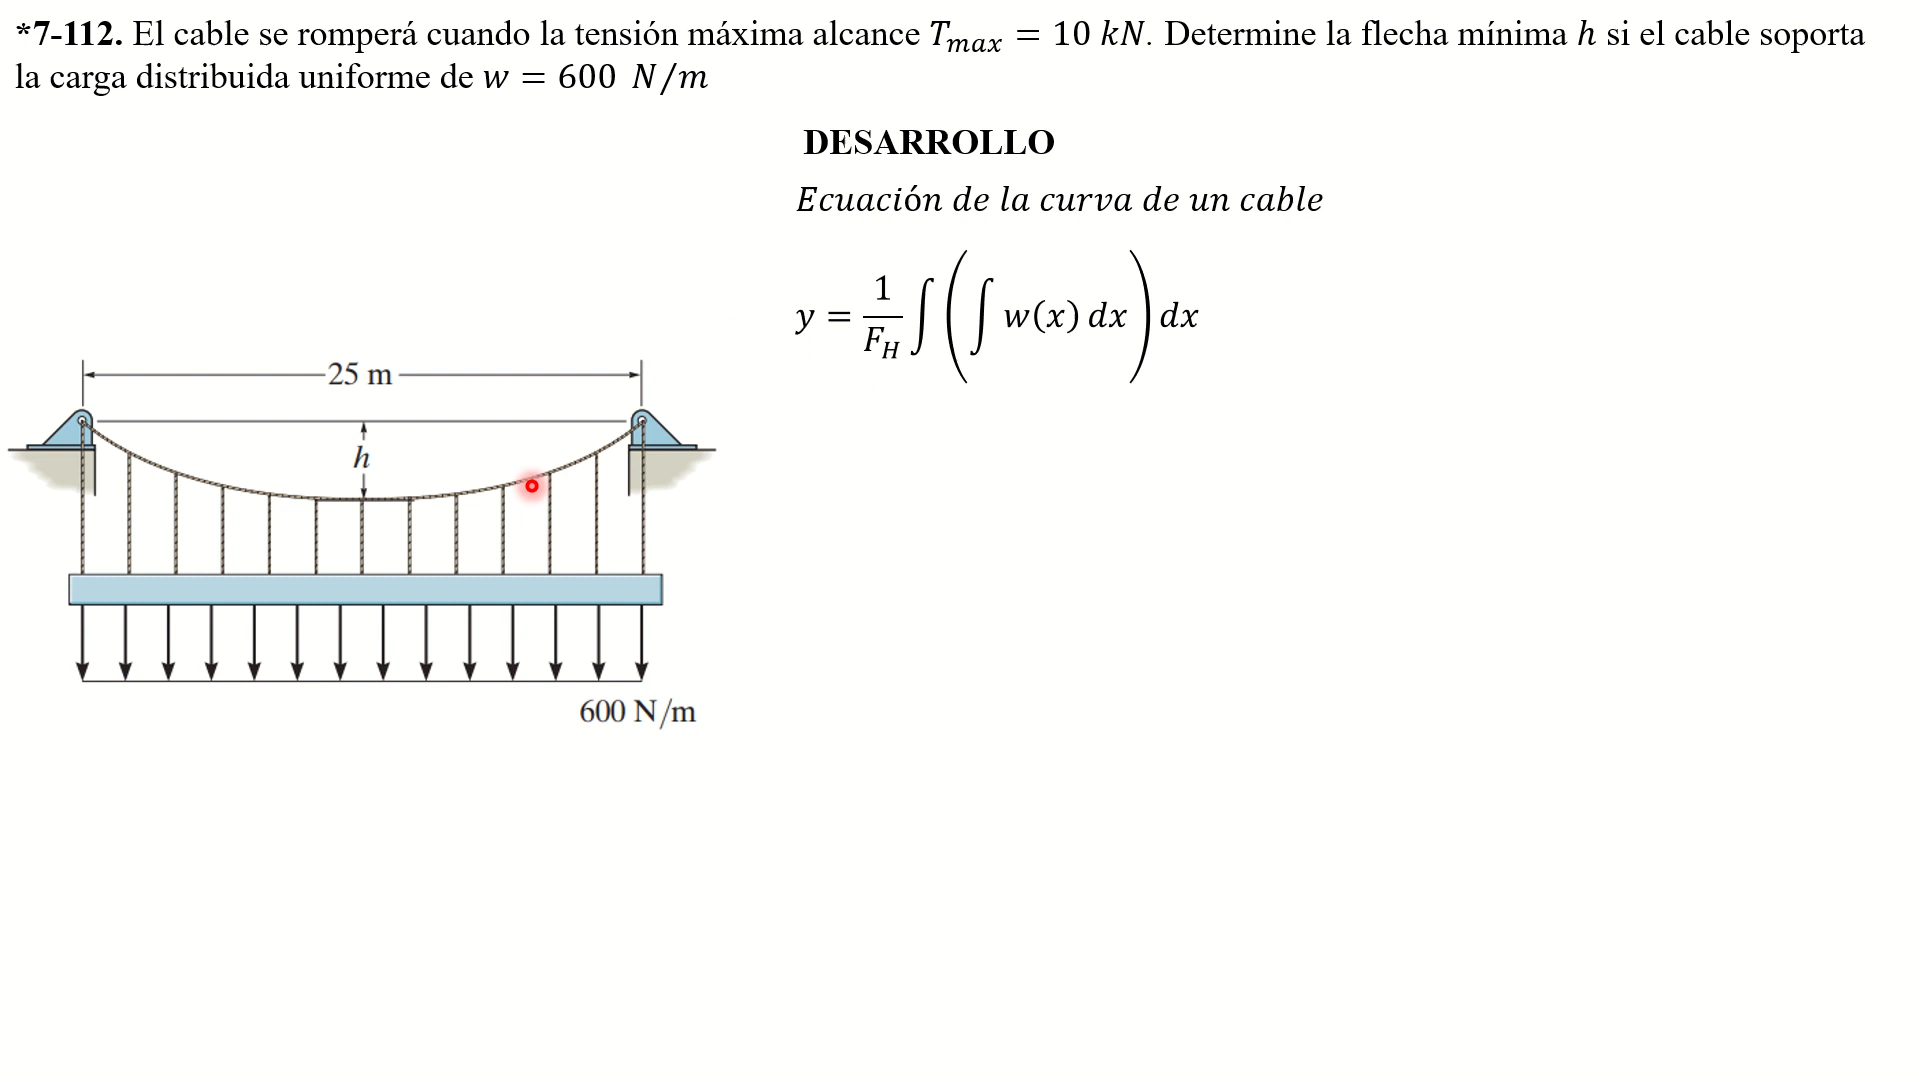 *7-112. El cable se romperá cuando la tensión máxima alcance T_max = 10 kN. Determine la flecha mínima h si el cable soporta
la carga distribuida uniforme de w = 600 N/m
DESARROLLO
Ecuación de la curva de un cable
y = 1/F_H ∫(∫ w(x) dx) dx
25 m
h
600 N/m